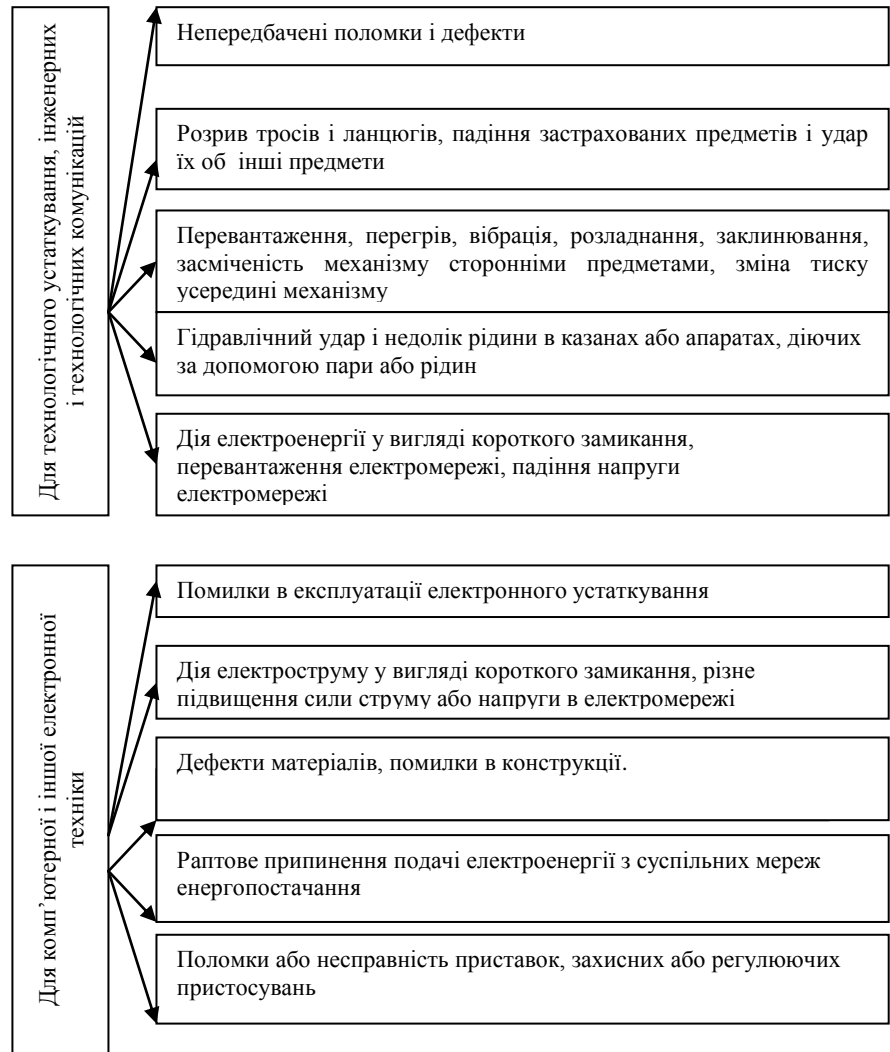 Для технологічного устаткування, інженерних
і технологічних комунікацій
Непередбачені поломки і дефекти
Розрив тросів і ланцюгів, падіння застрахованих предметів і удар
їх об інші предмети
Перевантаження, перегрів, вібрація, розладнання, заклинювання,
засміченість механізму сторонніми предметами, зміна тиску
усередині механізму
Гідравлічний удар і недолік рідини в казанах або апаратах, діючих
за допомогою пари або рідин
Дія електроенергії у вигляді короткого замикання,
перевантаження електромережі, падіння напруги
електромережі
Для комп’ютерної і іншої електронної
техніки
Помилки в експлуатації електронного устаткування
Дія електроструму у вигляді короткого замикання, різне
підвищення сили струму або напруги в електромережі
Дефекти матеріалів, помилки в конструкції.
Раптове припинення подачі електроенергії з суспільних мереж
енергопостачання
Поломки або несправність приставок, захисних або регулюючих
пристосувань